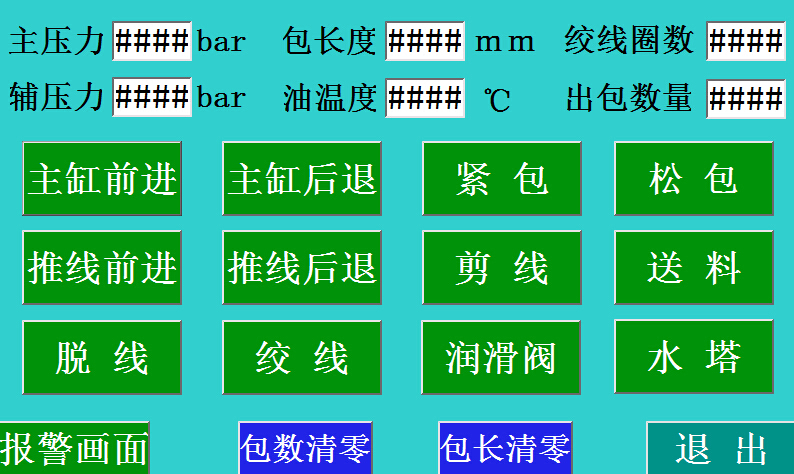 主压力 #### bar 包长度 #### mm 绞线圈数 ####
辅压力 #### bar 油温度 #### ℃ 出包数量 ####
主缸前进 主缸后退 紧 包 松 包
推线前进 推线后退 剪 线 送 料
脱 线 绞 线 润滑阀 水 塔
报警画面 包数清零 包长清零 退 出